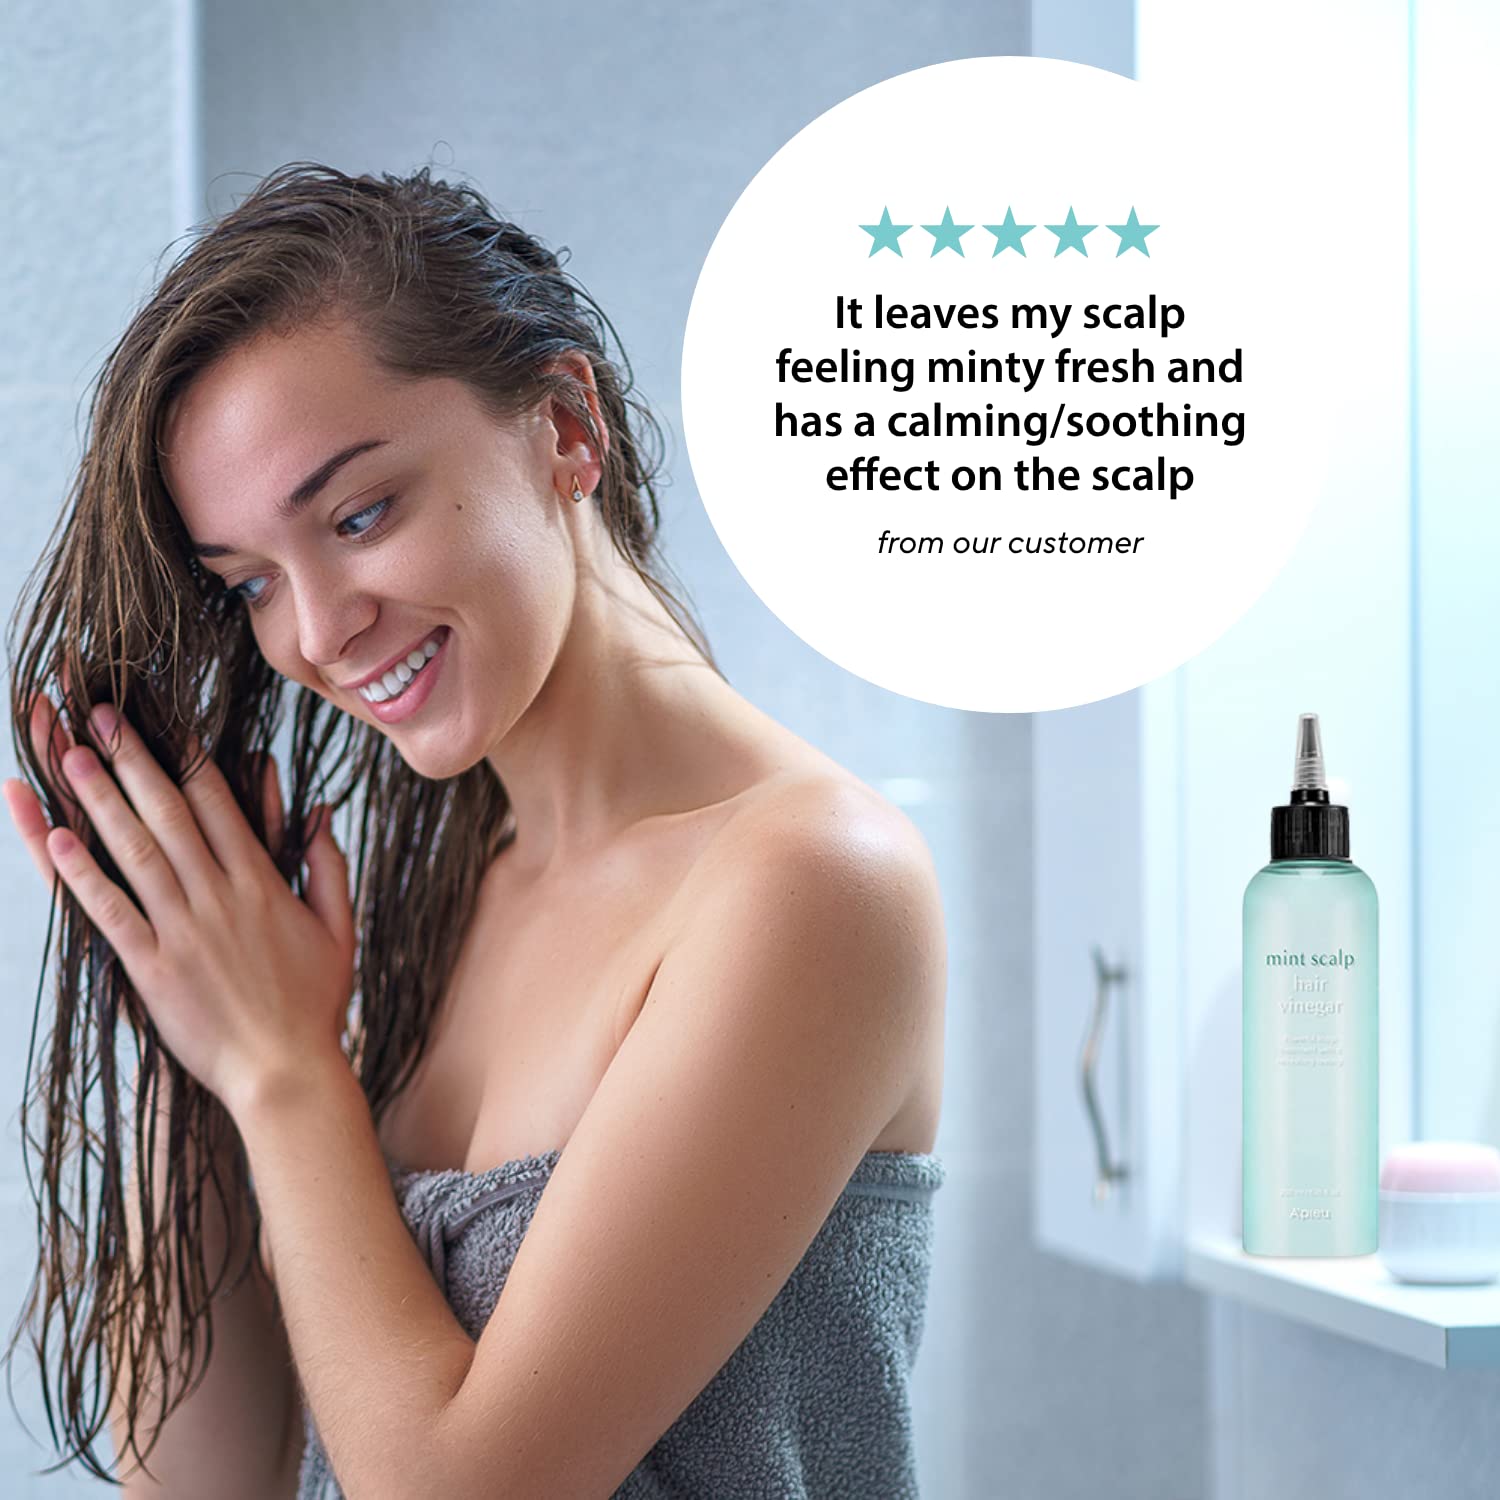 ★★★★★
It leaves my scalp
feeling minty fresh and
has a calming/soothing
effect on the scalp
from our customer
mint scalp
hair
vinegar
A'pieu